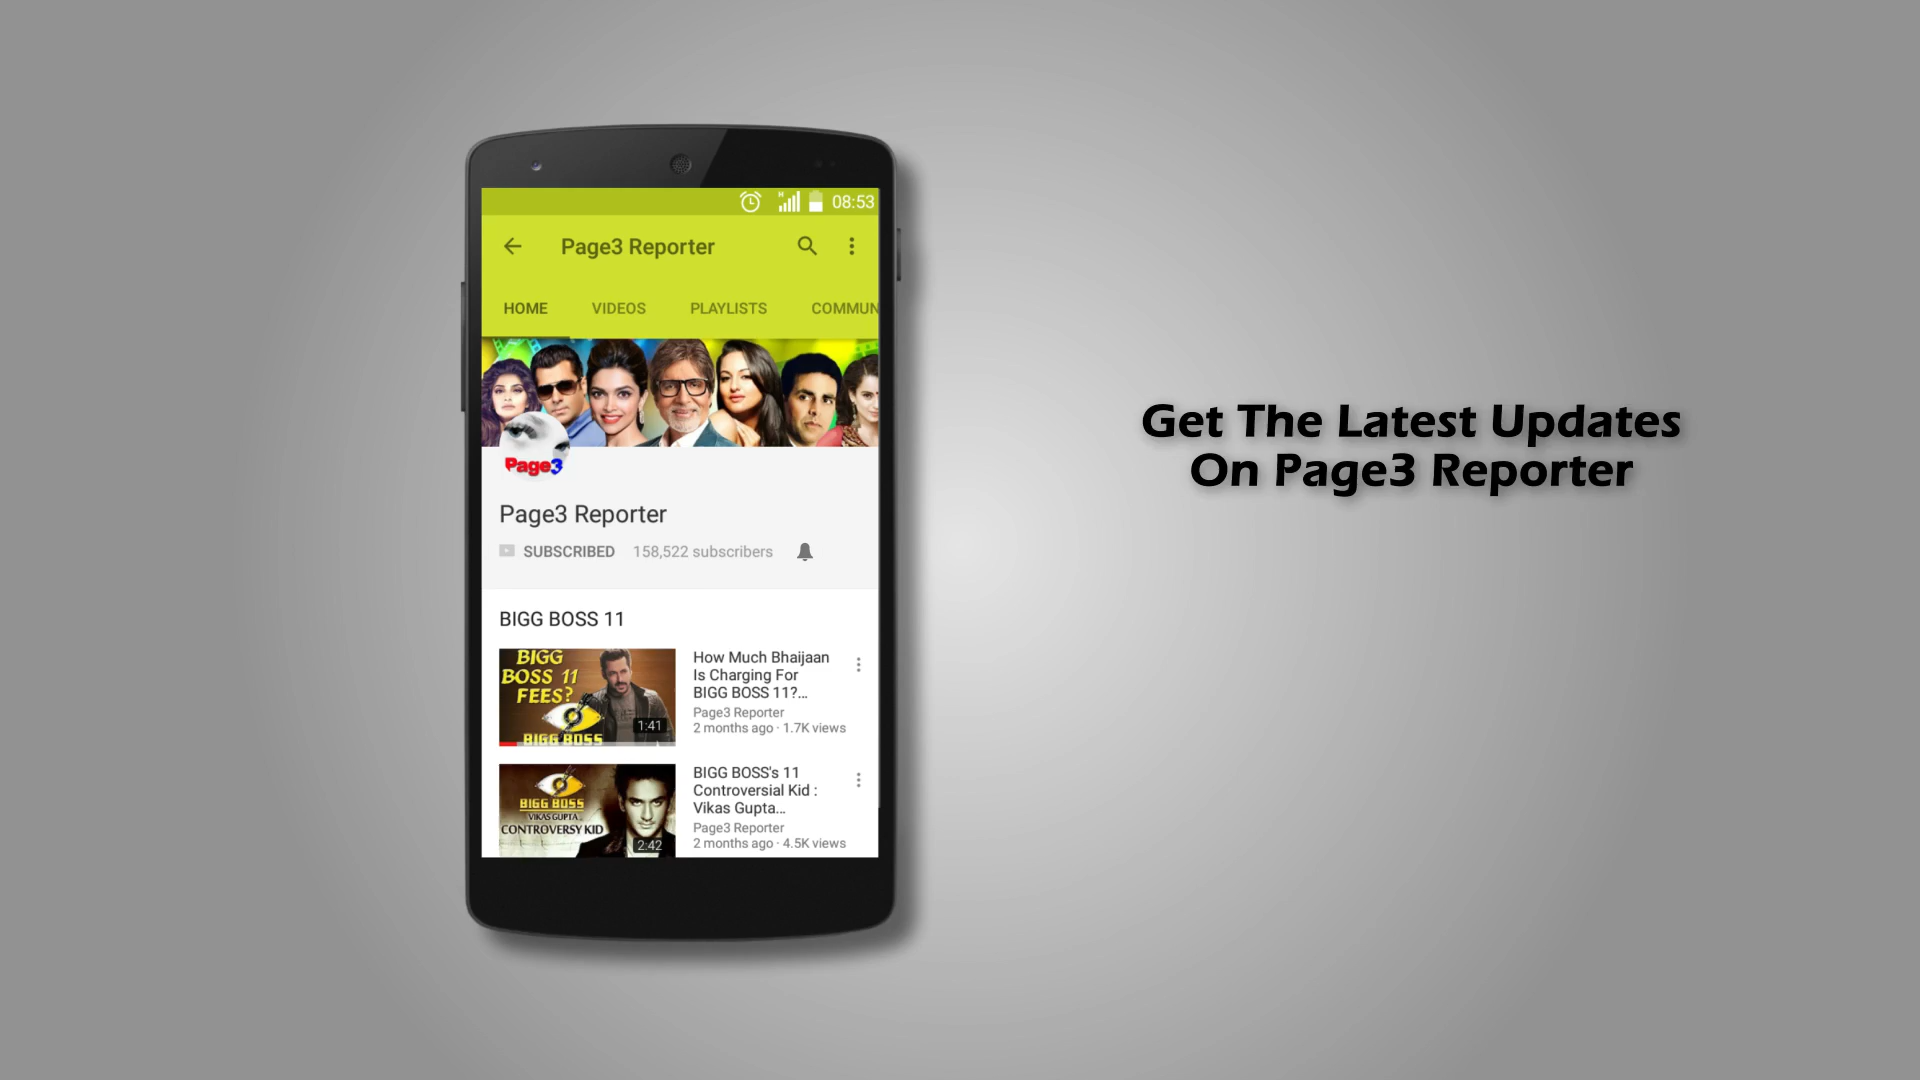 08:53
Page3 Reporter
HOME VIDEOS PLAYLISTS COMMUN
Page3
Page3 Reporter
SUBSCRIBED 158,522 subscribers
BIGG BOSS 11
BIGG
BOSS 11
FEES?
1:41
BIGG BOSS
How Much Bhaijaan
Is Charging For
BIGG BOSS 11?...
Page3 Reporter
2 months ago · 1.7K views
BIGG BOSS
VIKAS GUPTA
CONTROVERSY KID
2:42
BIGG BOSS's 11
Controversial Kid :
Vikas Gupta...
Page3 Reporter
2 months ago · 4.5K views
Get The Latest Updates
On Page3 Reporter